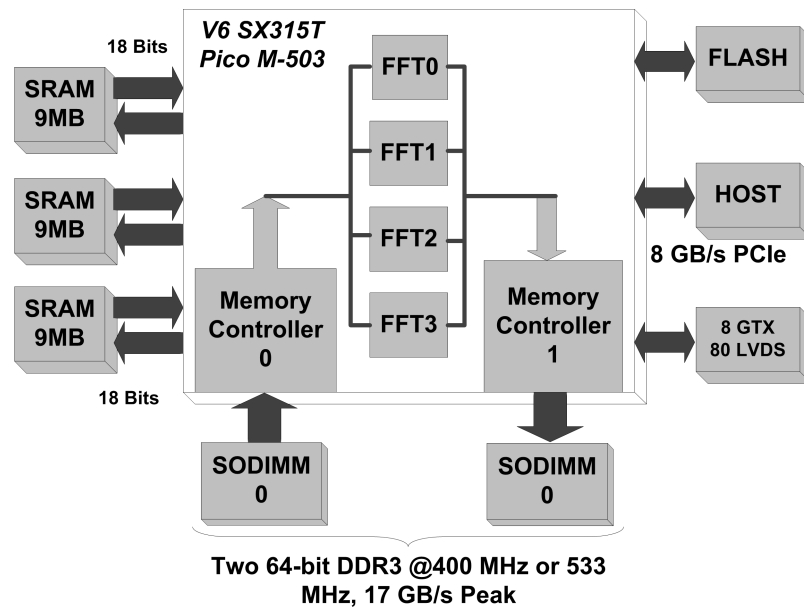 V6 SX315T
Pico M-503
18 Bits
SRAM
9MB
SRAM
9MB
SRAM
9MB
18 Bits
FFT0
FFT1
FFT2
FFT3
Memory
Controller
0
Memory
Controller
1
FLASH
HOST
8 GB/s PCIe
8 GTX
80 LVDS
SODIMM
0
SODIMM
0
Two 64-bit DDR3 @400 MHz or 533
MHz, 17 GB/s Peak